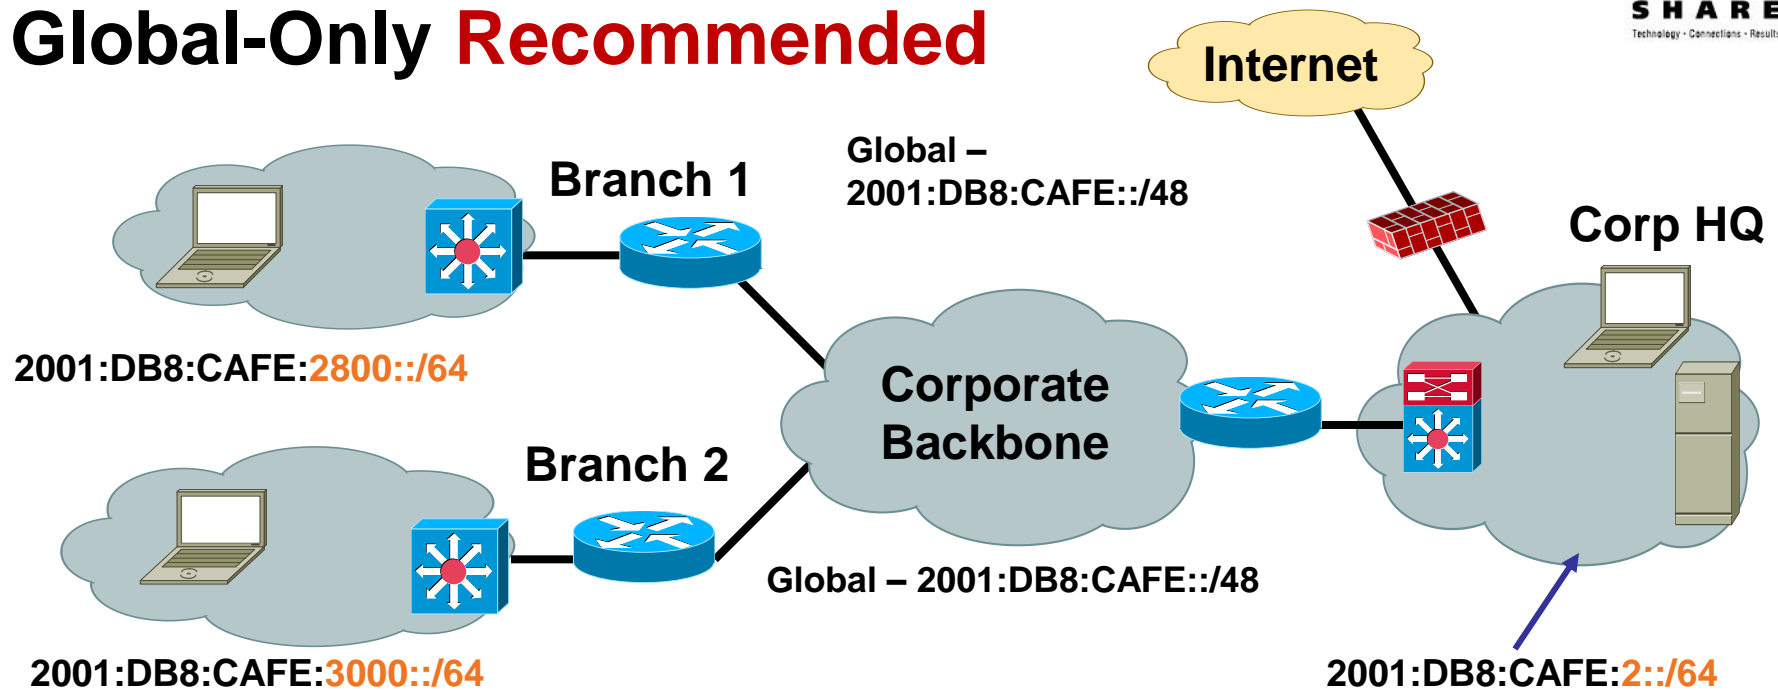 Global-Only Recommended
SHARE
Technology · Connections · Results
Internet
Global –
2001:DB8:CAFE::/48
Branch 1
Corp HQ
2001:DB8:CAFE:2800::/64
Corporate
Backbone
Branch 2
Global – 2001:DB8:CAFE::/48
2001:DB8:CAFE:3000::/64
2001:DB8:CAFE:2::/64